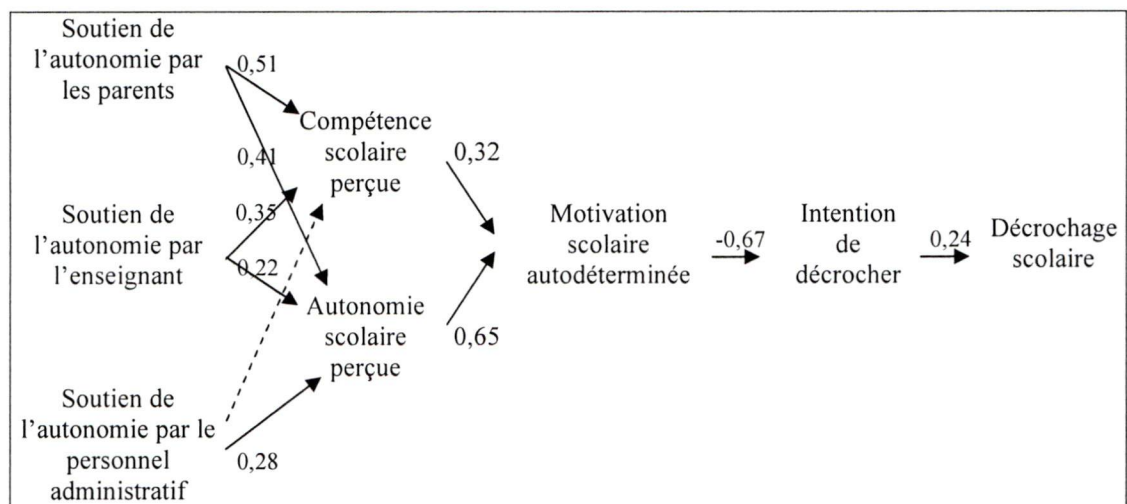 Soutien de
l'autonomie par
les parents
0,51
0,41
Compétence
scolaire
perçue
0,32
Soutien de
l'autonomie par
l'enseignant
0,35
0,22
Autonomie
scolaire
perçue
0,65
Motivation
scolaire
autodéterminée
-0,67
Intention
de
décrocher
0,24
Décrochage
scolaire
Soutien de
l'autonomie par le
personnel
administratif
0,28